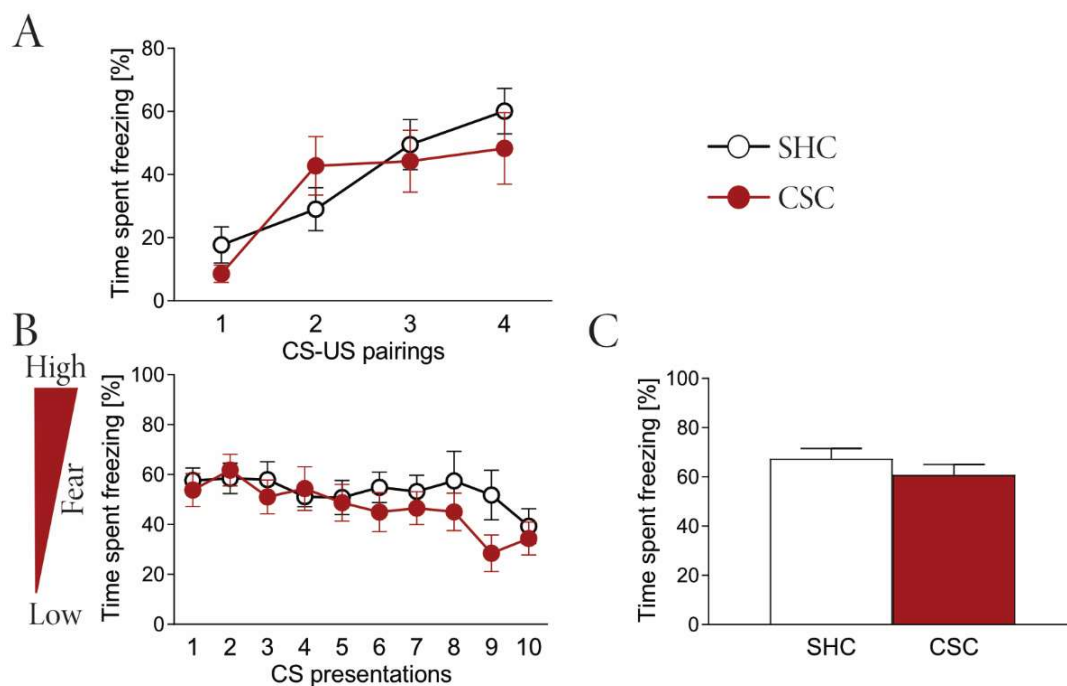 A
Time spent freezing [%]
80
60
40
20
0
1 2 3 4
CS-US pairings
SHC
CSC
B
High
Fear
Low
Time spent freezing [%]
100
80
60
40
20
0
1 2 3 4 5 6 7 8 9 10
CS presentations
C
Time spent freezing [%]
100
80
60
40
20
0
SHC CSC